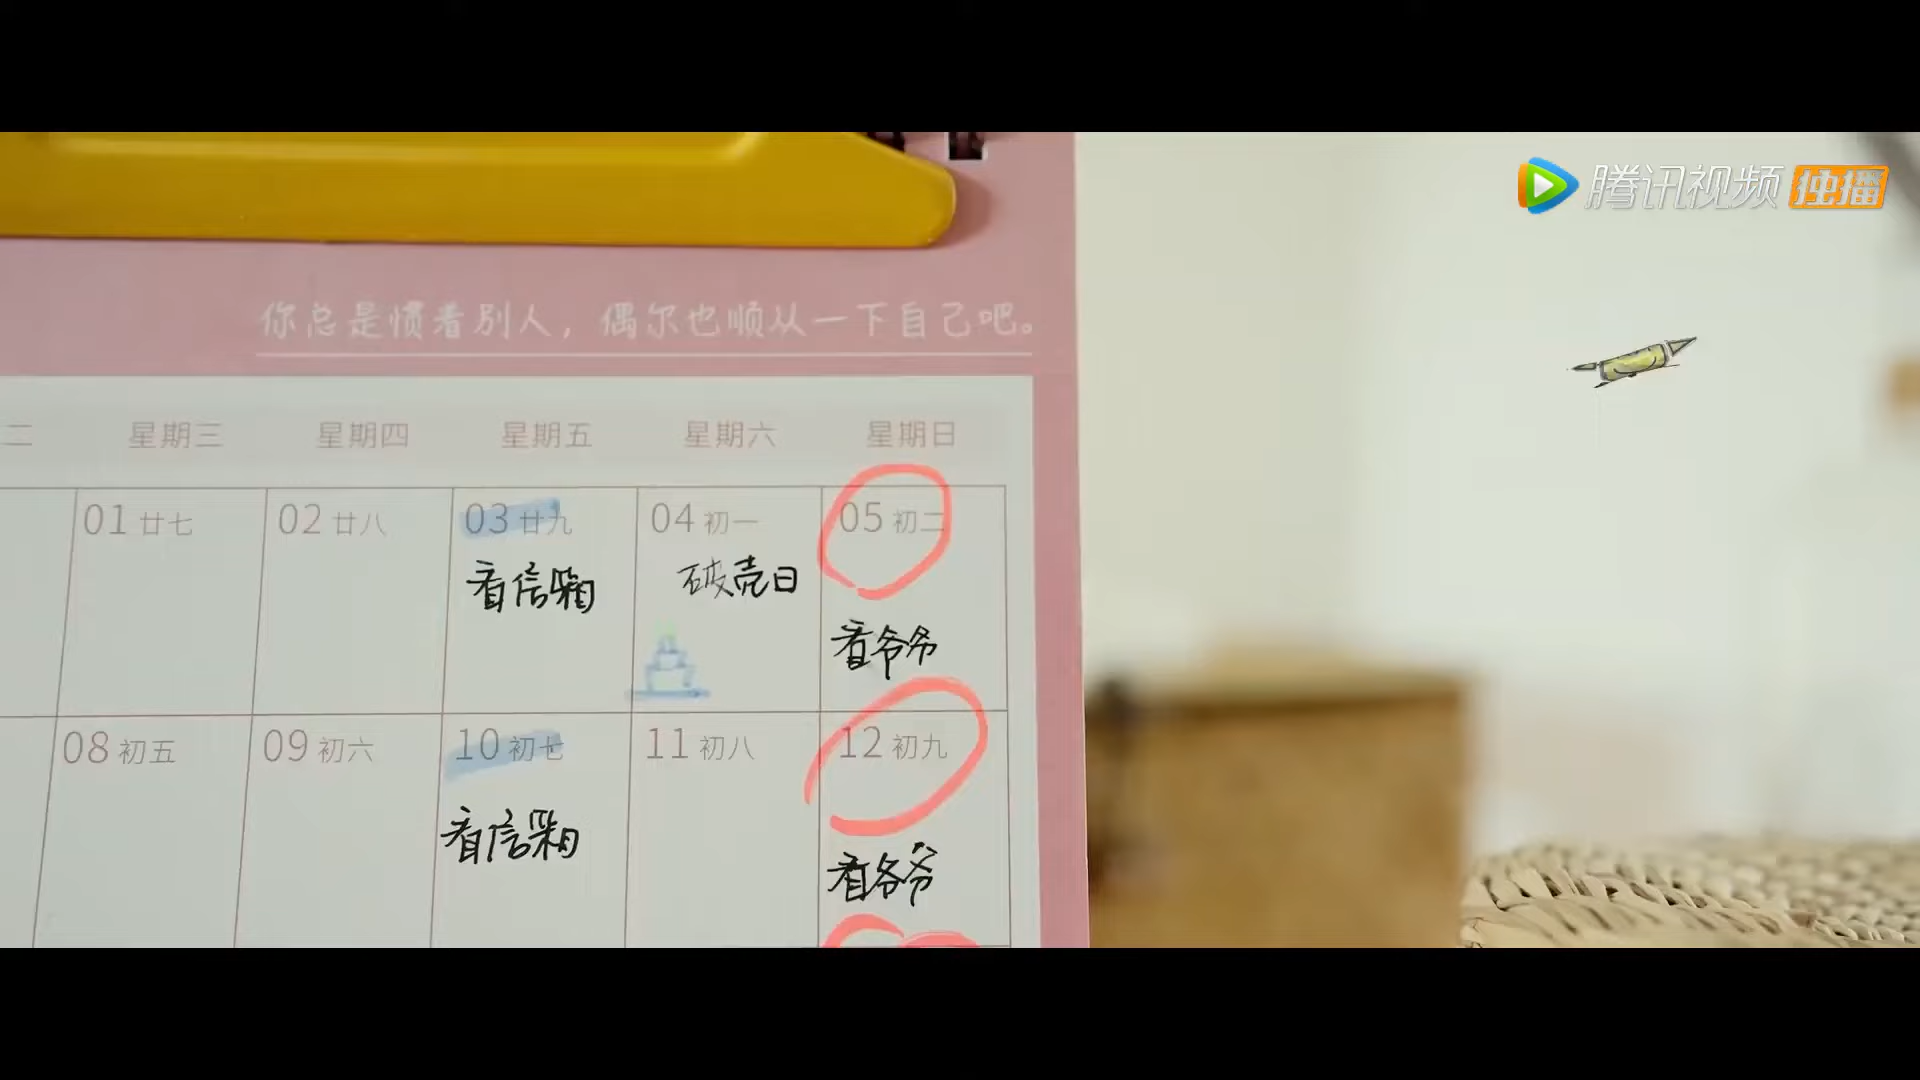 腾讯视频 独播
你总是惯着别人，偶尔也顺从一下自己吧。
二 星期三 星期四 星期五 星期六 星期日
01 廿七 02 廿八 03 廿九 04 初一 05 初二
看信箱 破壳日 看爷爷
08 初五 09 初六 10 初七 11 初八 12 初九
看信箱 看爷爷